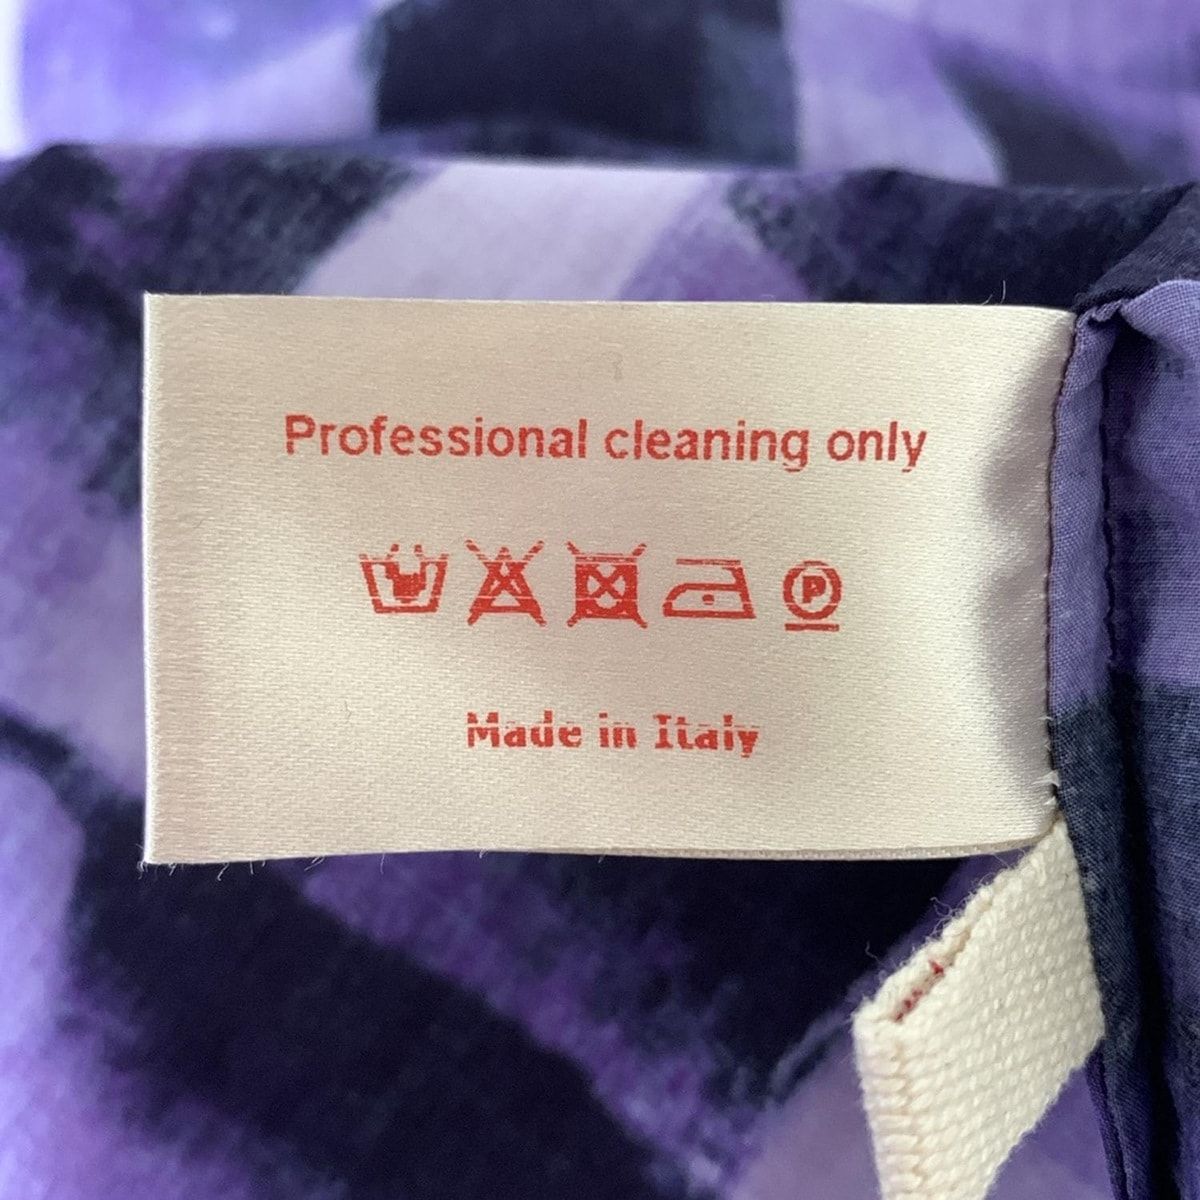 Professional cleaning only
P
Made in Italy